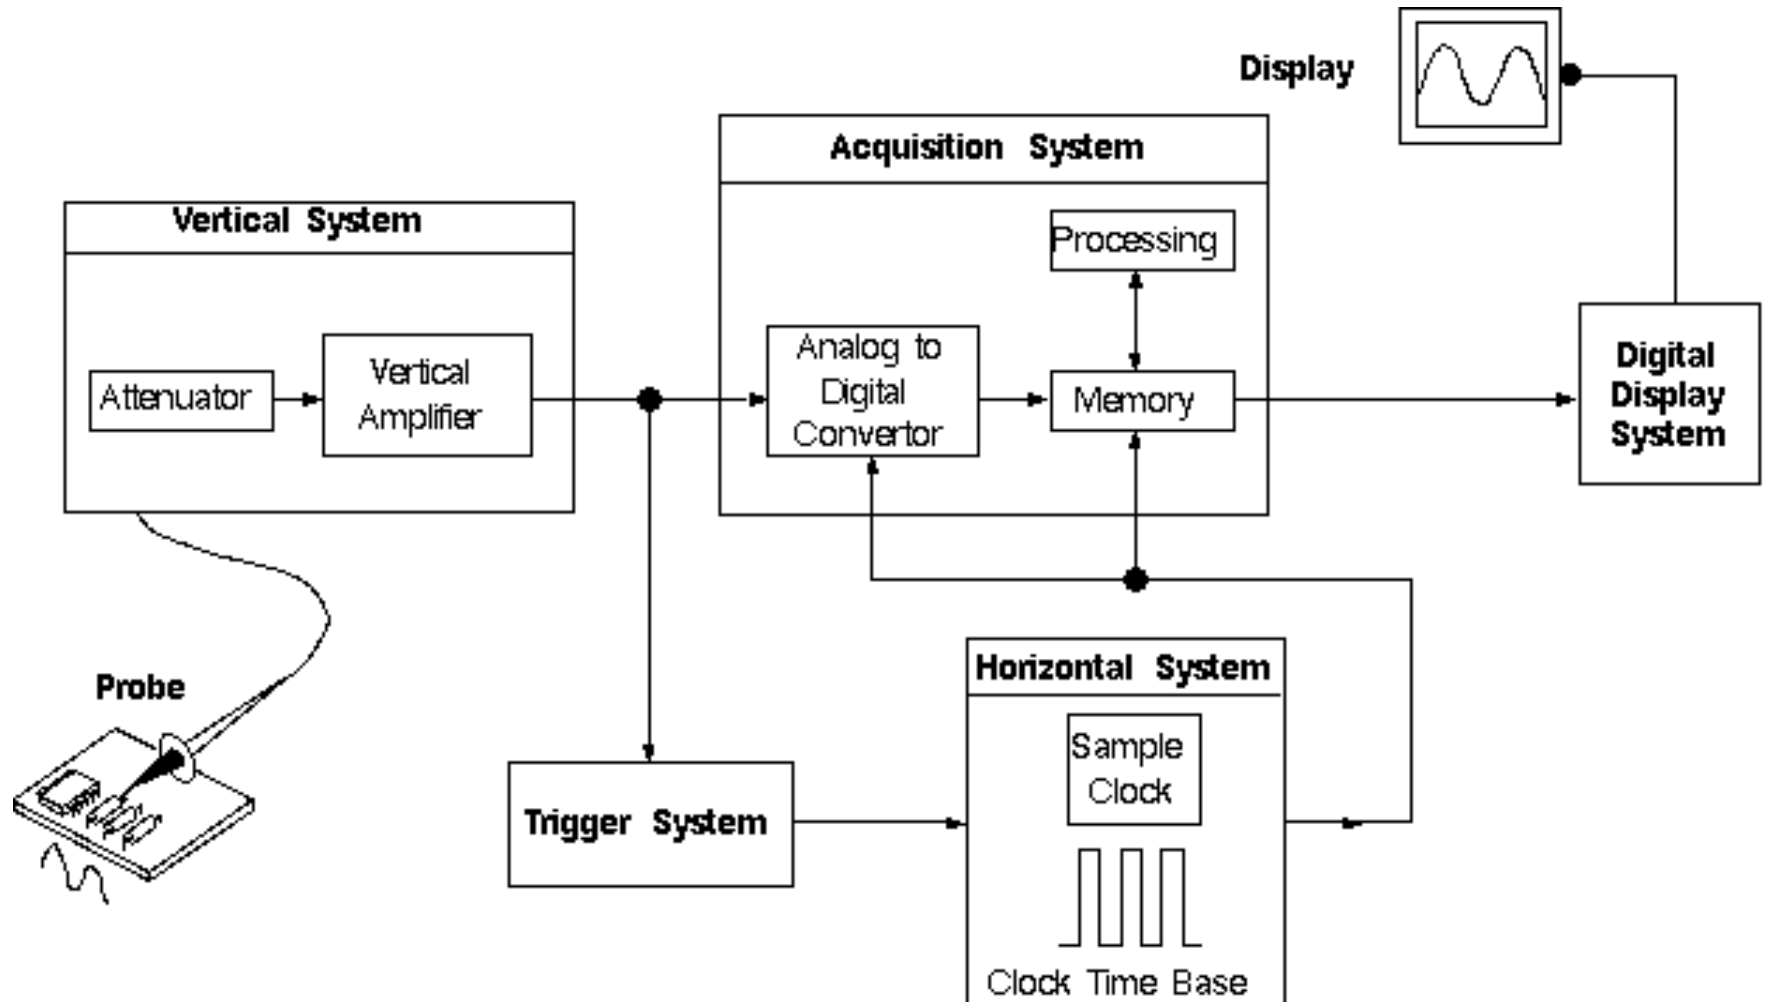 Display
Acquisition System
Vertical System
Processing
Attenuator
Vertical
Amplifier
Analog to
Digital
Convertor
Memory
Digital
Display
System
Probe
Trigger System
Horizontal System
Sample
Clock
Clock Time Base